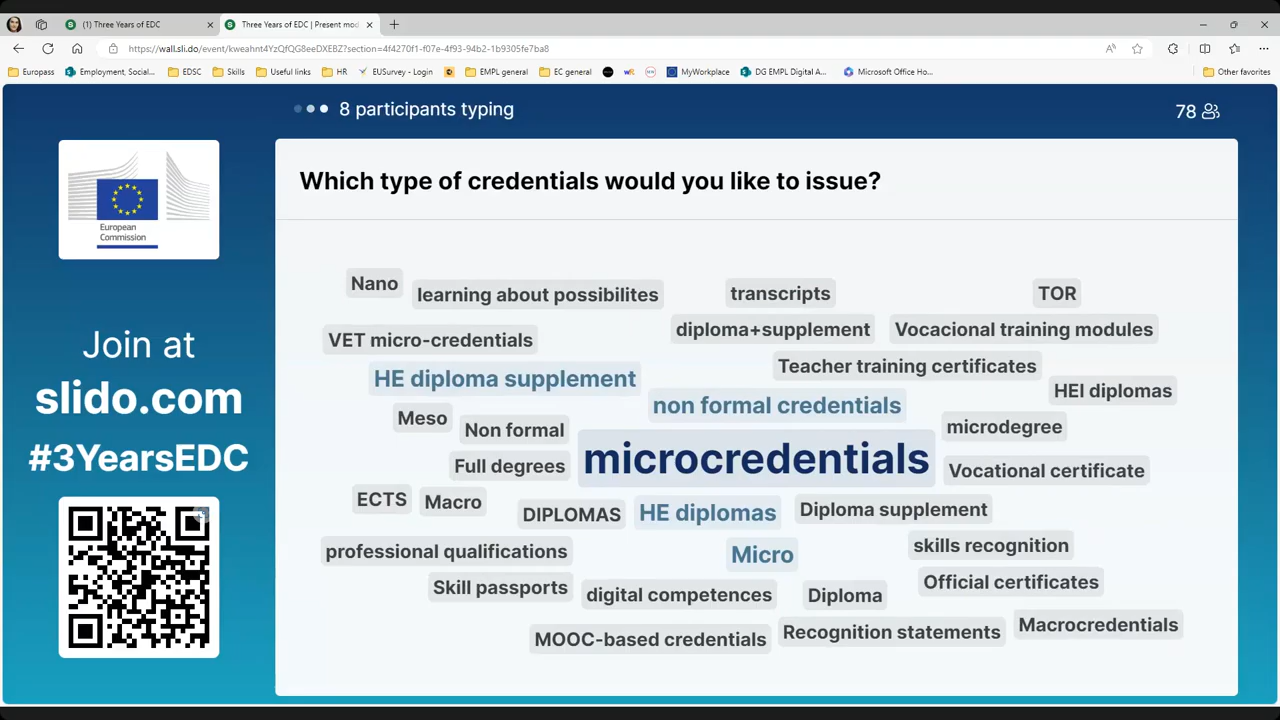 (1) Three Years of EDC
Three Years of EDC | Present mod
https://wall.sli.do/event/kweahnt4YzQfQG8eeDXEBZ?section=4f4270f1-f07e-4f93-94b2-1b9305fe7ba8
Europass
Employment, Social...
EDSC
Skills
Useful links
HR
EUSurvey - Login
EMPL general
EC general
MyWorkplace
DG EMPL Digital A...
Microsoft Office Ho...
Other favorites
8 participants typing
78
European
Commission
Join at
slido.com
#3YearsEDC
Which type of credentials would you like to issue?
Nano
learning about possibilites
transcripts
TOR
VET micro-credentials
diploma+supplement
Vocacional training modules
Teacher training certificates
HE diploma supplement
HEI diplomas
non formal credentials
Meso
Non formal
microdegree
microcredentials
Full degrees
Vocational certificate
ECTS
Macro
DIPLOMAS
HE diplomas
Diploma supplement
professional qualifications
Micro
skills recognition
Skill passports
digital competences
Diploma
Official certificates
MOOC-based credentials
Recognition statements
Macrocredentials